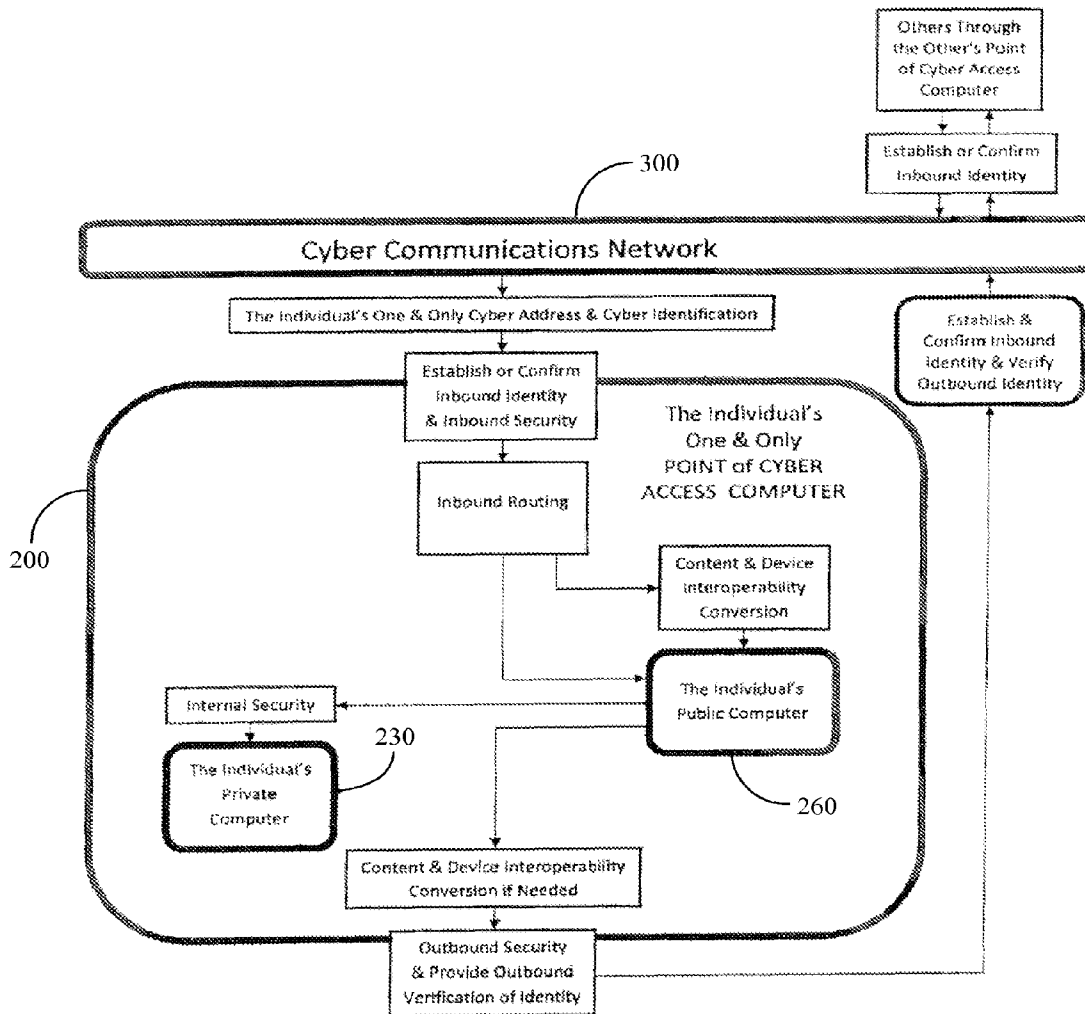 Others Through
the Other's Point
of Cyber Access
Computer
300
Establish or Confirm
Inbound Identity
Cyber Communications Network
The Individual's One & Only Cyber Address & Cyber Identification
Establish &
Confirm Inbound
Identity & Verify
Outbound Identity
Establish or Confirm
Inbound Identity
& Inbound Security
The Individual's
One & Only
POINT of CYBER
ACCESS COMPUTER
Inbound Routing
200
Content & Device
Interoperability
Conversion
The Individual's
Public Computer
Internal Security
230
The Individual's
Private
Computer
260
Content & Device Interoperability
Conversion if Needed
Outbound Security
& Provide Outbound
Verification of Identity